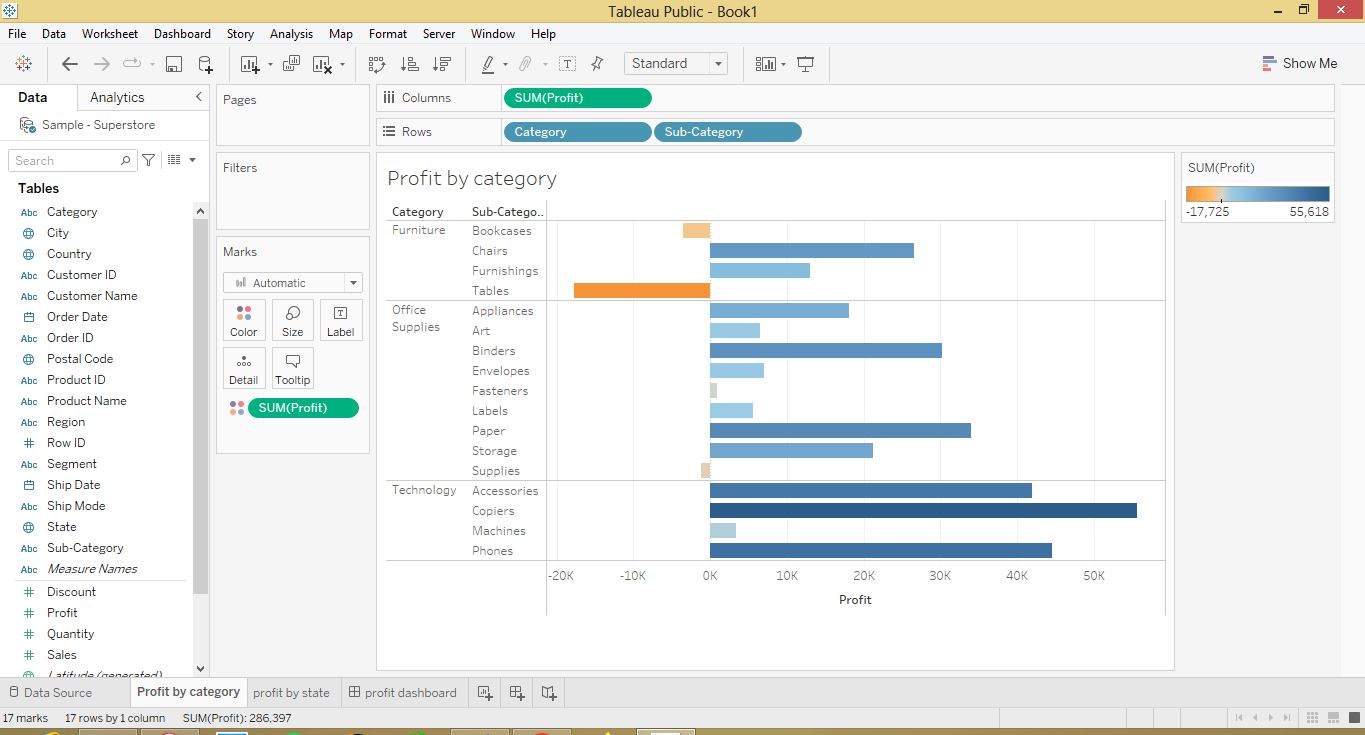 Tableau Public - Book1
File Data Worksheet Dashboard Story Analysis Map Format Server Window Help
Standard
Show Me
Data Analytics
Sample - Superstore
Search
Tables
Abc Category
City
Country
Abc Customer ID
Abc Customer Name
Order Date
Abc Order ID
Postal Code
Abc Product ID
Abc Product Name
Abc Region
# Row ID
Abc Segment
Ship Date
Abc Ship Mode
State
Abc Sub-Category
Abc Measure Names
# Discount
# Profit
# Quantity
# Sales
Latitude (generated)
Pages
Filters
Marks
Automatic
Color Size Label
Detail Tooltip
SUM(Profit)
Columns SUM(Profit)
Rows Category Sub-Category
Profit by category
Category Sub-Catego..
Furniture Bookcases
Chairs
Furnishings
Tables
Office Supplies Appliances
Art
Binders
Envelopes
Fasteners
Labels
Paper
Storage
Supplies
Technology Accessories
Copiers
Machines
Phones
-20K -10K 0K 10K 20K 30K 40K 50K
Profit
SUM(Profit)
-17,725 55,618
Data Source Profit by category profit by state profit dashboard
17 marks 17 rows by 1 column SUM(Profit): 286,397